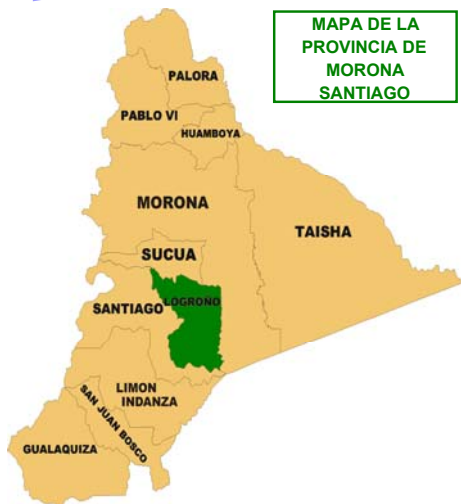 MAPA DE LA
PROVINCIA DE
MORONA
SANTIAGO
PALORA
PABLO VI
HUAMBOYA
MORONA
TAISHA
SUCUA
SANTIAGO
LOGROÑO
LIMON
INDANZA
SAN JUAN BOSCO
GUALAQUIZA